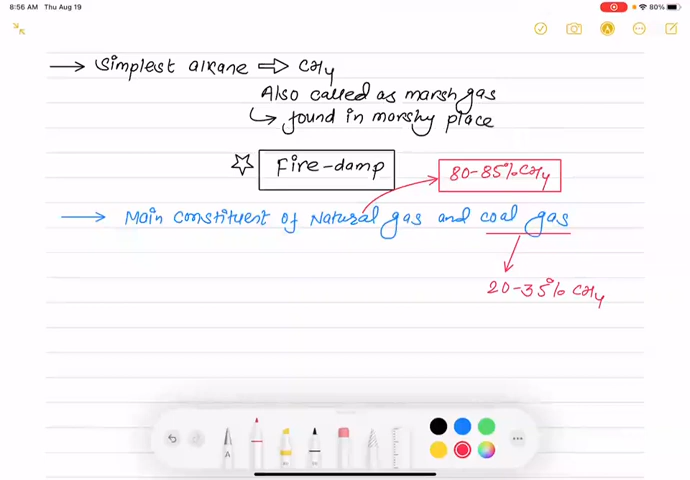 8:56 AM Thu Aug 19
80%
→ Simplest alkane ⇒ CH4
Also called as marsh gas
↳ found in marshy place
☆ Fire-damp
80-85% CH4
→ Main constituent of Natural gas and coal gas
20-35% CH4
A